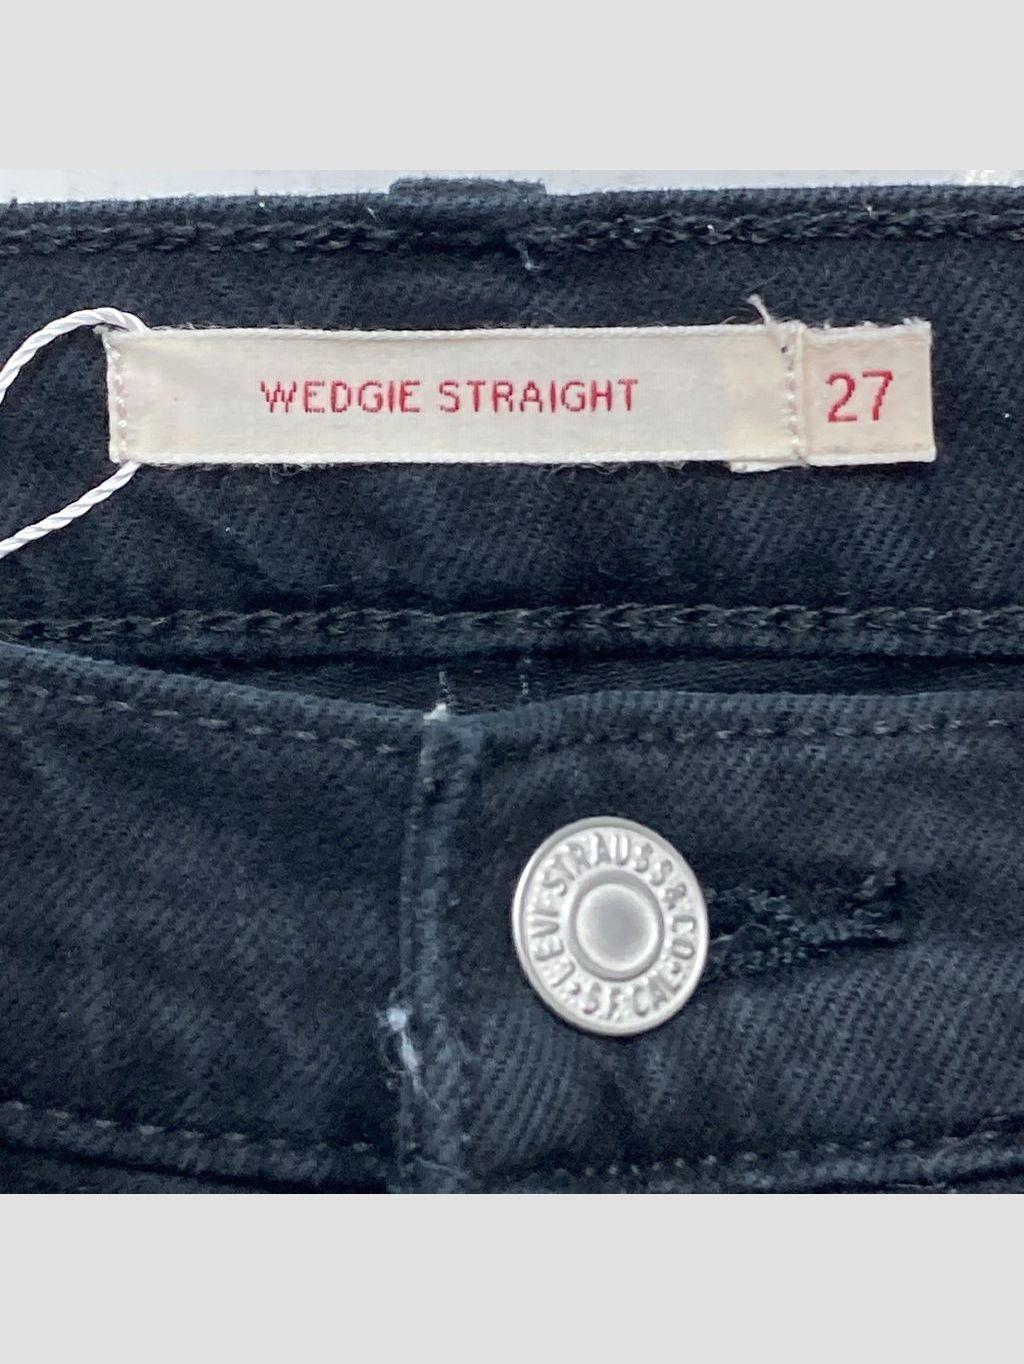 WEDGIE STRAIGHT 27
LEVI STRAUSS & CO
S.F. CAL